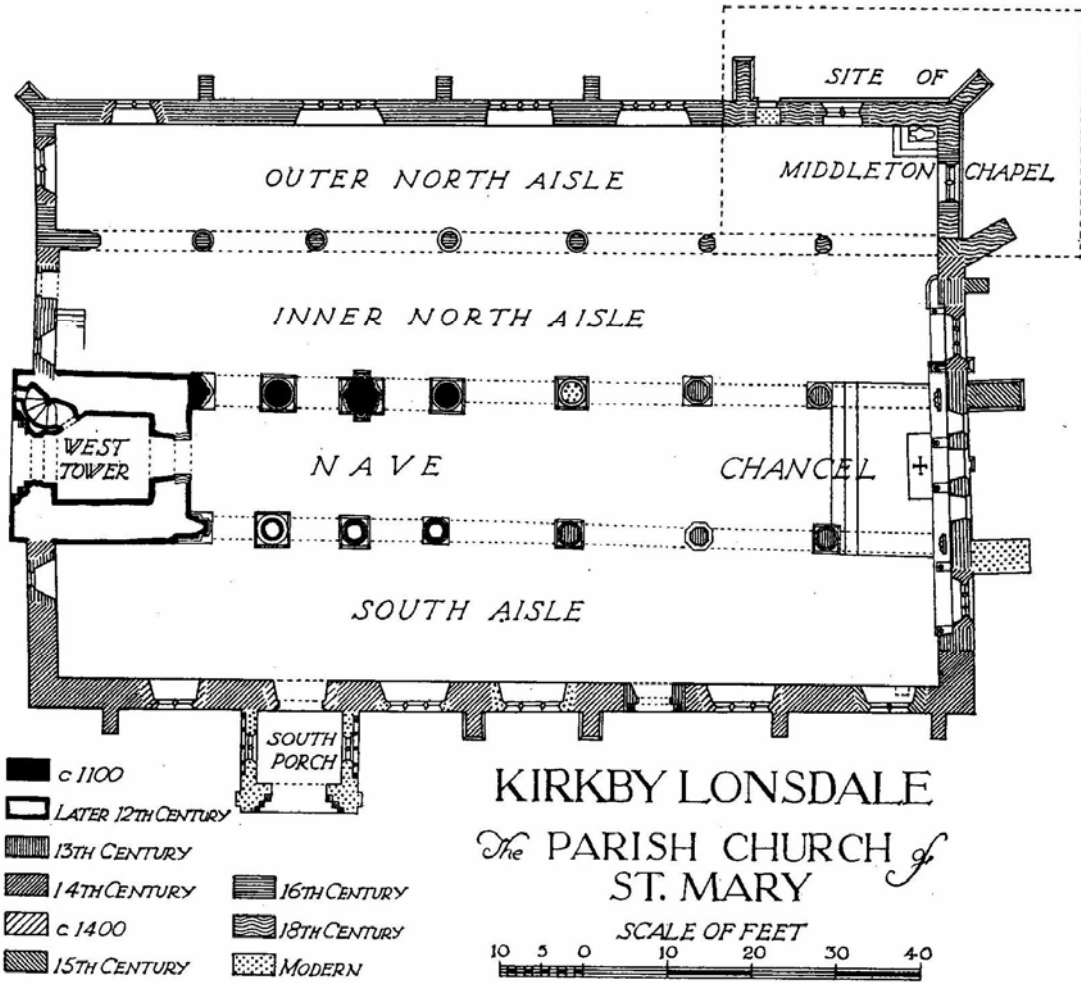 SITE OF
MIDDLETON CHAPEL
OUTER NORTH AISLE
INNER NORTH AISLE
WEST
TOWER
NAVE
CHANCEL
SOUTH AISLE
SOUTH
PORCH
c 1100
LATER 12TH CENTURY
13TH CENTURY
14TH CENTURY
c 1400
15TH CENTURY
16TH CENTURY
18TH CENTURY
MODERN
KIRKBY LONSDALE
The PARISH CHURCH of
ST. MARY
SCALE OF FEET
10 5 0 10 20 30 40